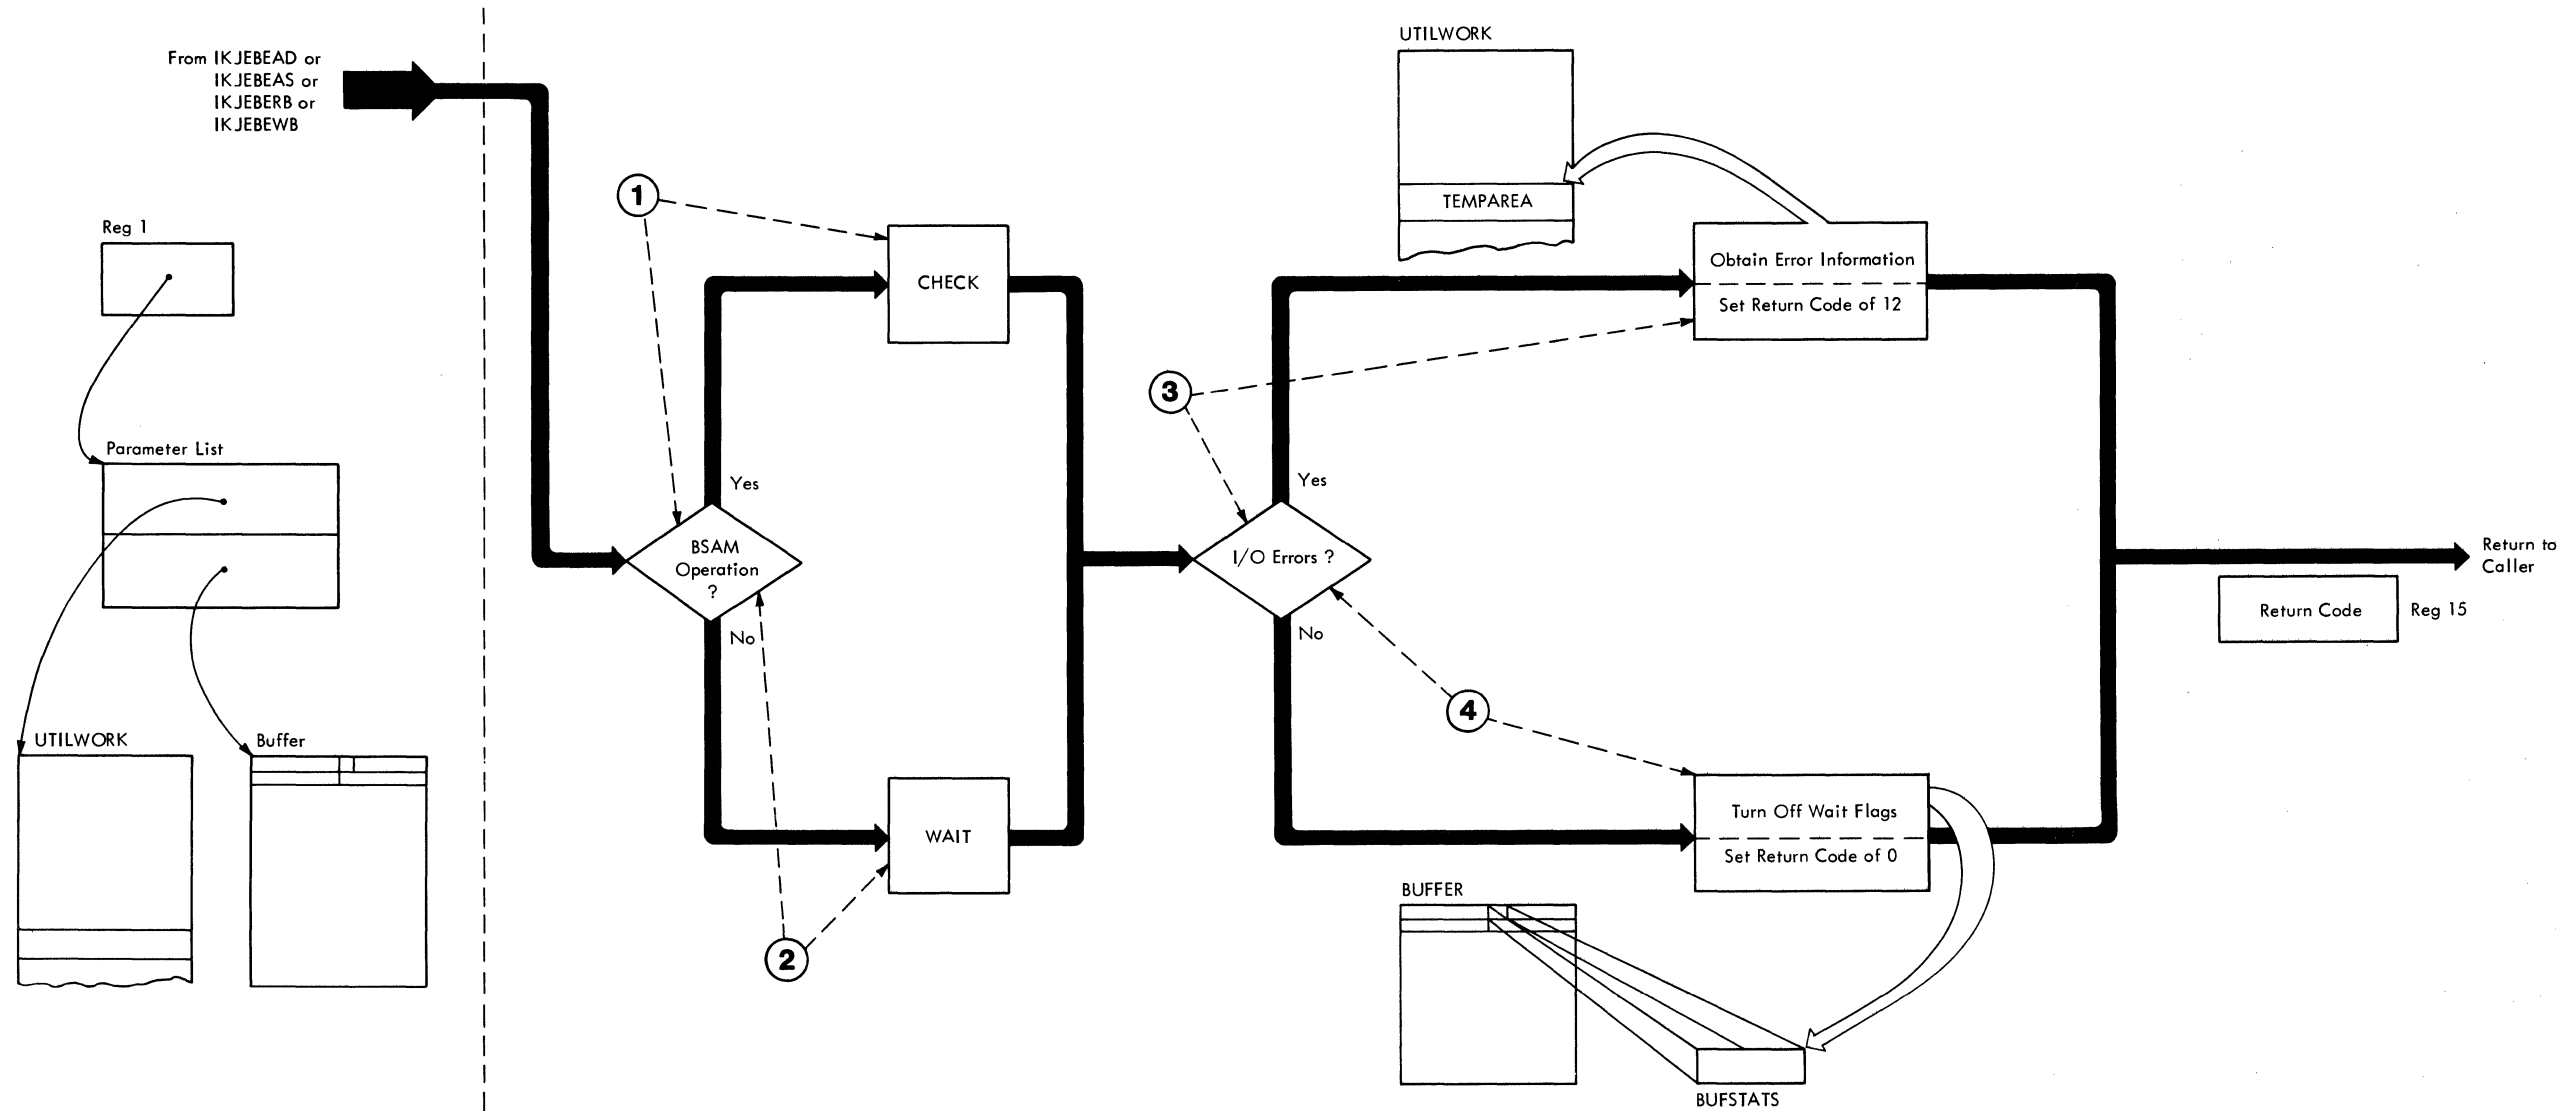 From IKJEBEAD or
IKJEBEAS or
IKJEBERB or
IKJEBEWB
Reg 1
Parameter List
UTILWORK
Buffer
1
CHECK
Yes
BSAM
Operation
?
No
WAIT
2
UTILWORK
TEMPAREA
Obtain Error Information
Set Return Code of 12
3
Yes
I/O Errors ?
No
4
Turn Off Wait Flags
Set Return Code of 0
BUFFER
BUFSTATS
Return to
Caller
Return Code
Reg 15